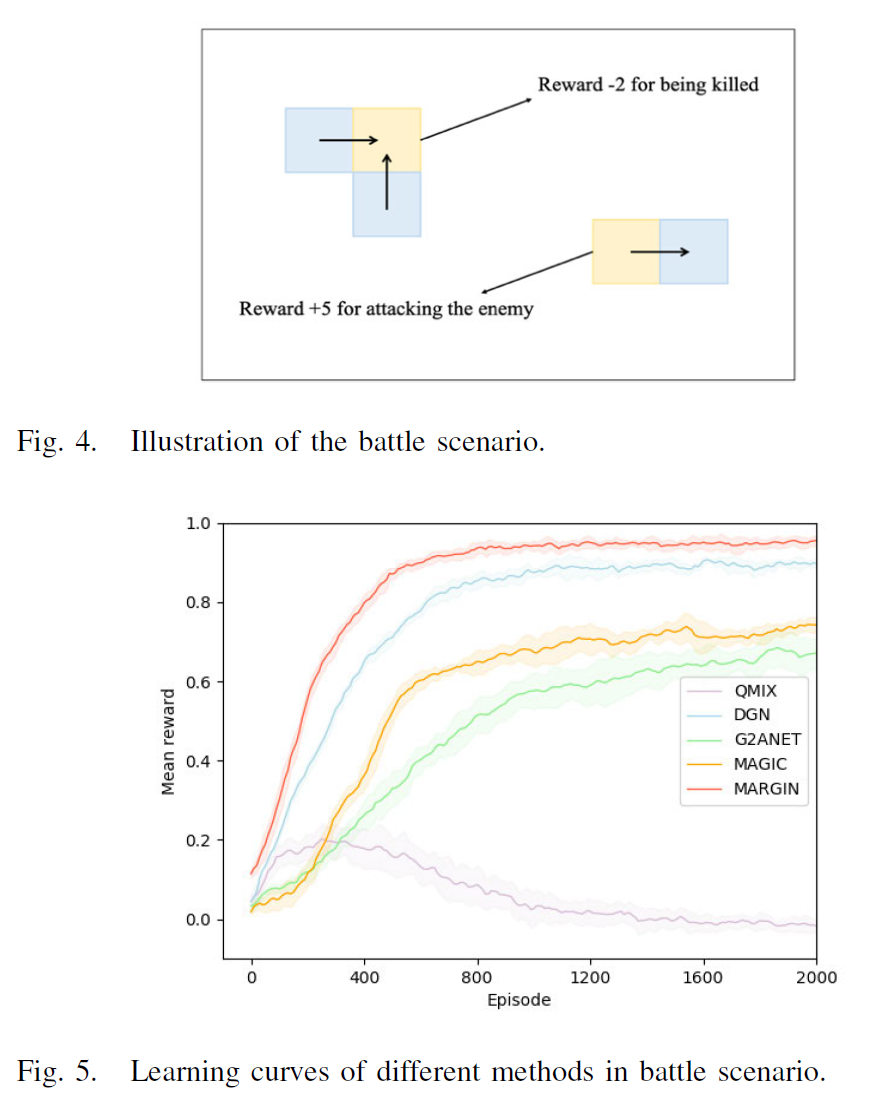 Reward -2 for being killed
Reward +5 for attacking the enemy
Fig. 4. Illustration of the battle scenario.
1.0
0.8
0.6
0.4
0.2
0.0
Mean reward
QMIX
DGN
G2ANET
MAGIC
MARGIN
0 400 800 1200 1600 2000
Episode
Fig. 5. Learning curves of different methods in battle scenario.